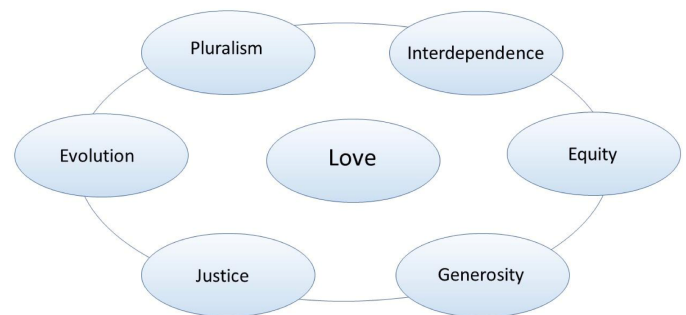 Pluralism
Interdependence
Evolution
Love
Equity
Justice
Generosity